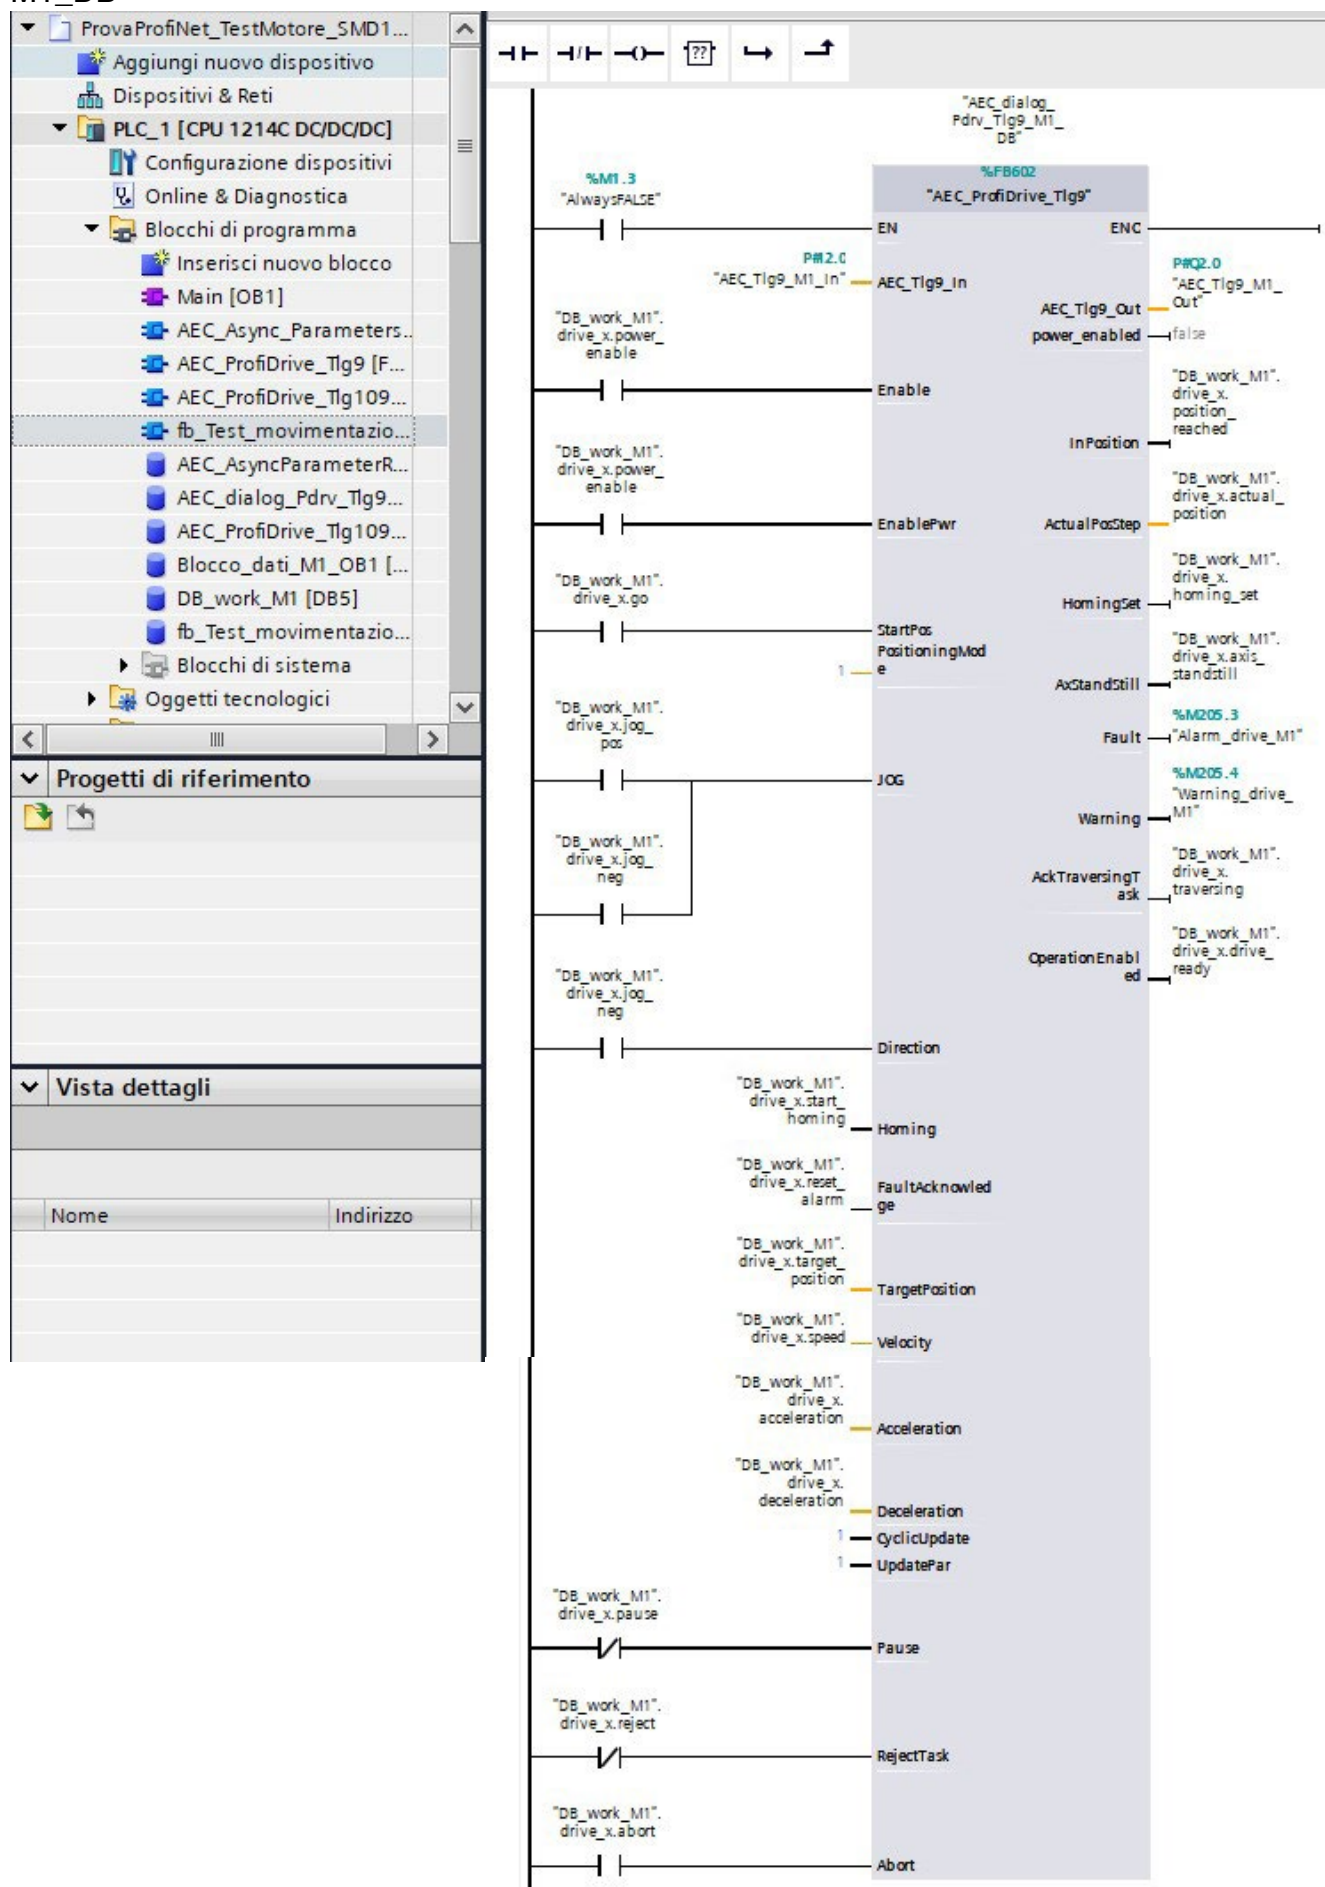 M1_DB
ProvaProfiNet_TestMotore_SMD1...
Aggiungi nuovo dispositivo
Dispositivi & Reti
PLC_1 [CPU 1214C DC/DC/DC]
Configurazione dispositivi
Online & Diagnostica
Blocchi di programma
Inserisci nuovo blocco
Main [OB1]
AEC_Async_Parameters..
AEC_ProfiDrive_Tlg9 [F...
AEC_ProfiDrive_Tlg109...
fb_Test_movimentazio...
AEC_AsyncParameterR...
AEC_dialog_Pdrv_Tlg9...
AEC_ProfiDrive_Tlg109...
Blocco_dati_M1_OB1 [...
DB_work_M1 [DB5]
fb_Test_movimentazio...
Blocchi di sistema
Oggetti tecnologici
Progetti di riferimento
Vista dettagli
Nome
Indirizzo
??
"AEC_dialog_
Pdrv_Tlg9_M1_
DB"
%FB602
"AEC_ProfiDrive_Tlg9"
%M1.3
"AlwaysFALSE"
EN
ENO
P#I2.0
"AEC_Tlg9_M1_In"
AEC_Tlg9_In
P#Q2.0
"AEC_Tlg9_M1_
Out"
AEC_Tlg9_Out
power_enabled
false
"DB_work_M1".
drive_x.power_
enable
Enable
"DB_work_M1".
drive_x.
position_
reached
InPosition
"DB_work_M1".
drive_x.power_
enable
EnablePwr
"DB_work_M1".
drive_x.actual_
position
ActualPosStep
"DB_work_M1".
drive_x.go
StartPos
"DB_work_M1".
drive_x.
homing_set
HomingSet
1
PositioningMod
e
"DB_work_M1".
drive_x.axis_
standstill
AxStandStill
"DB_work_M1".
drive_x.jog_
pos
JOG
%M205.3
"Alarm_drive_M1"
Fault
%M205.4
"Warning_drive_
M1"
Warning
"DB_work_M1".
drive_x.jog_
neg
"DB_work_M1".
drive_x.
traversing
AckTraversingT
ask
"DB_work_M1".
drive_x.drive_
ready
OperationEnabl
ed
"DB_work_M1".
drive_x.jog_
neg
Direction
"DB_work_M1".
drive_x.start_
homing
Homing
"DB_work_M1".
drive_x.reset_
alarm
FaultAcknowled
ge
"DB_work_M1".
drive_x.target_
position
TargetPosition
"DB_work_M1".
drive_x.speed
Velocity
"DB_work_M1".
drive_x.
acceleration
Acceleration
"DB_work_M1".
drive_x.
deceleration
Deceleration
1
CyclicUpdate
1
UpdatePar
"DB_work_M1".
drive_x.pause
Pause
"DB_work_M1".
drive_x.reject
RejectTask
"DB_work_M1".
drive_x.abort
Abort